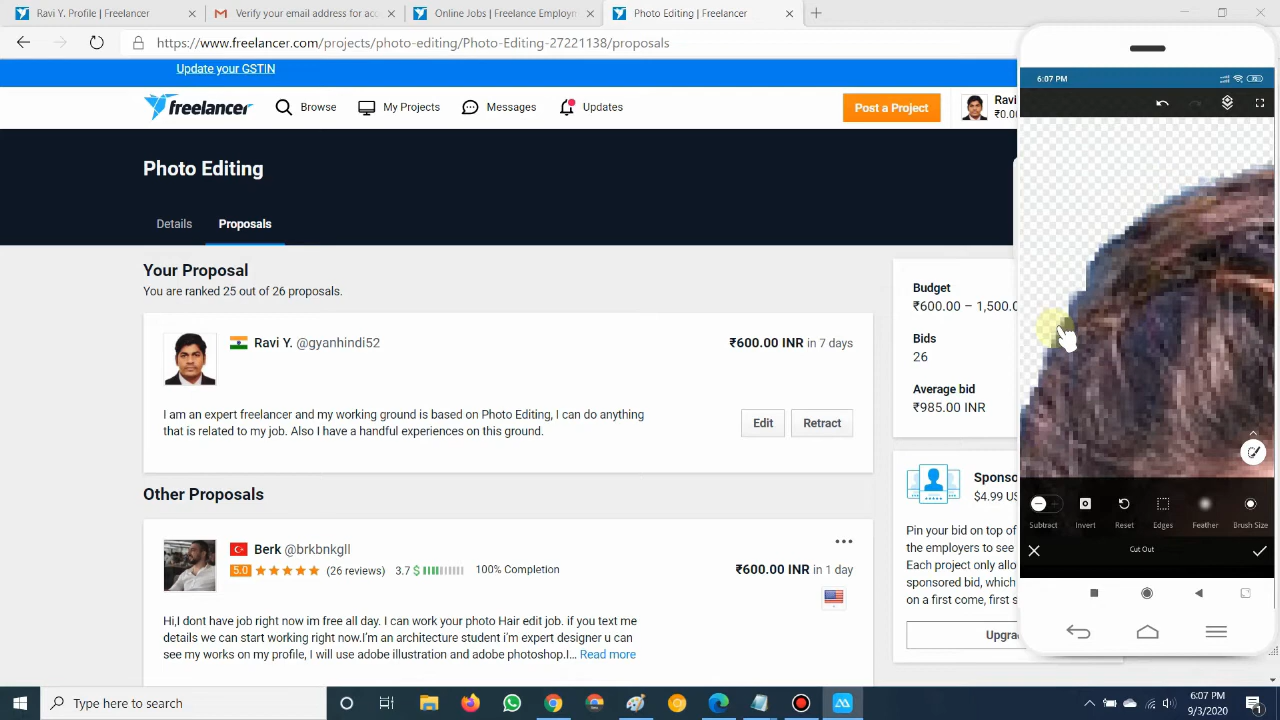 Ravi Y. Profile | Freelancer
Verify your email address for acc
Online Jobs | Freelance Employm
Photo Editing | Freelancer
https://www.freelancer.com/projects/photo-editing/Photo-Editing-27221138/proposals
Update your GSTIN
freelancer
Browse
My Projects
Messages
Updates
Post a Project
Ravi
₹0.0
Photo Editing
Details
Proposals
Your Proposal
You are ranked 25 out of 26 proposals.
Ravi Y. @gyanhindi52
₹600.00 INR in 7 days
I am an expert freelancer and my working ground is based on Photo Editing, I can do anything
that is related to my job. Also I have a handful experiences on this ground.
Edit
Retract
Other Proposals
Berk @brkbnkgll
5.0 (26 reviews) 3.7 $ 100% Completion
₹600.00 INR in 1 day
Hi,I dont have job right now im free all day. I can work your photo Hair edit job. if you text me
details we can start working right now.I'm an architecture student i'm expert designer u can
see my works on my profile, I will use adobe illustration and adobe photoshop.I... Read more
Budget
₹600.00 – 1,500.0
Bids
26
Average bid
₹985.00 INR
Sponso
$4.99 US
Pin your bid on top of
the employers to see
Each project only allo
sponsored bid, which
on a first come, first s
Upgra
6:07 PM
Subtract
Invert
Reset
Edges
Feather
Brush Size
Cut Out
Type here to search
6:07 PM
9/3/2020